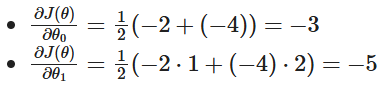 • ∂J(θ)/∂θ₀ = 1/2(−2 + (−4)) = −3
• ∂J(θ)/∂θ₁ = 1/2(−2 · 1 + (−4) · 2) = −5